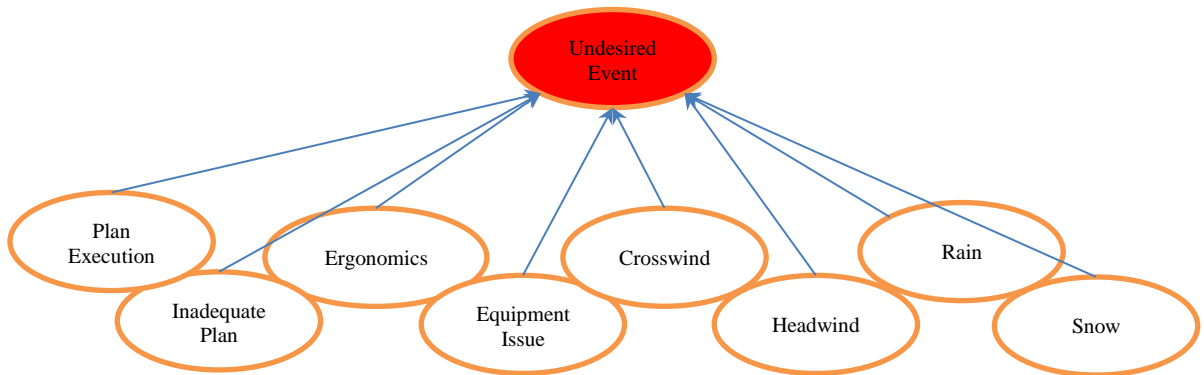 Undesired
Event
Plan
Execution
Ergonomics
Crosswind
Rain
Inadequate
Plan
Equipment
Issue
Headwind
Snow